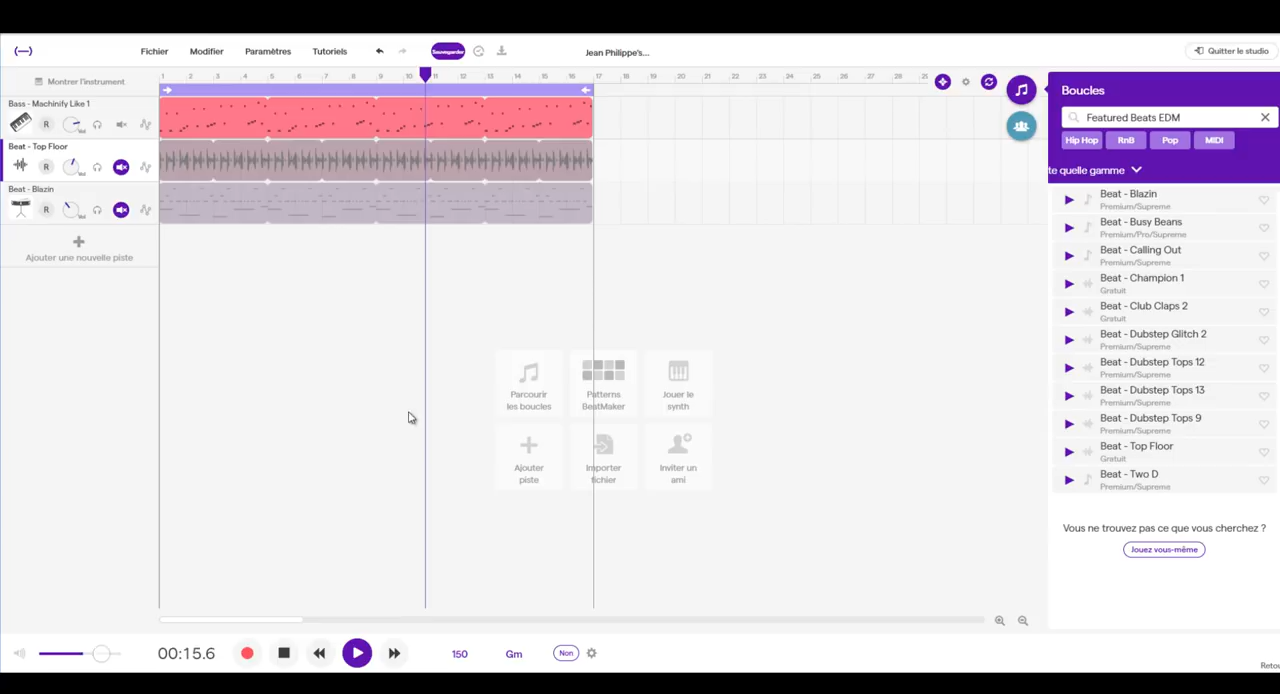 Fichier Modifier Paramètres Tutoriels Sauvegarder Jean Philippe's... Quitter le studio
Montrer l'instrument
1 2 3 4 5 6 7 8 9 10 11 12 13 14 15 16 17 18 19 20 21 22 23 24 25
Bass - Machinify Like 1
R
Beat - Top Floor
R
Beat - Blazin
R
Ajouter une nouvelle piste
Parcourir
les boucles
Patterns
BeatMaker
Jouer le
synth
Ajouter
piste
Importer
fichier
Inviter un
ami
00:15.6 150 Gm Non
Boucles
Featured Beats EDM
Hip Hop RnB Pop MIDI
te quelle gamme
Beat - Blazin
Premium/Supreme
Beat - Busy Beans
Premium/Pro/Supreme
Beat - Calling Out
Premium/Supreme
Beat - Champion 1
Gratuit
Beat - Club Claps 2
Gratuit
Beat - Dubstep Glitch 2
Premium/Supreme
Beat - Dubstep Tops 12
Premium/Supreme
Beat - Dubstep Tops 13
Premium/Supreme
Beat - Dubstep Tops 9
Premium/Supreme
Beat - Top Floor
Gratuit
Beat - Two D
Premium/Supreme
Vous ne trouvez pas ce que vous cherchez ?
Jouez vous-même
Retou